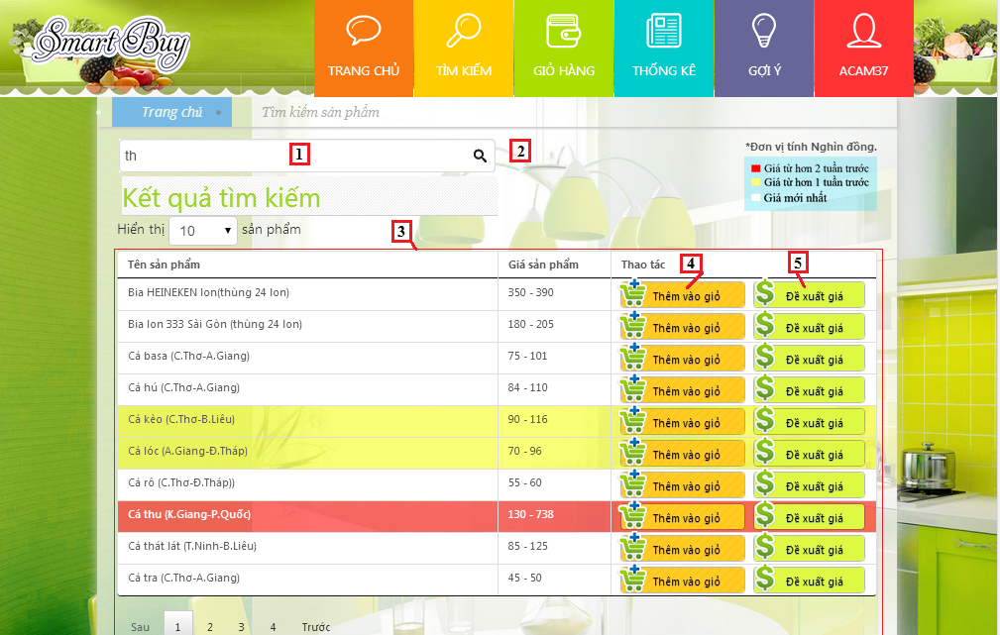 Smart Buy
TRANG CHỦ TÌM KIẾM GIỎ HÀNG THỐNG KÊ GỢI Ý ACAM37
Trang chủ Tìm kiếm sản phẩm
th 1 2
*Đơn vị tính Nghìn đồng.
Giá từ hơn 2 tuần trước
Giá từ hơn 1 tuần trước
Giá mới nhất
Kết quả tìm kiếm
Hiển thị 10 sản phẩm
3
Tên sản phẩm Giá sản phẩm Thao tác 4 5
Bia HEINEKEN lon(thùng 24 lon) 350 - 390 Thêm vào giỏ Đề xuất giá
Bia lon 333 Sài Gòn (thùng 24 lon) 180 - 205 Thêm vào giỏ Đề xuất giá
Cá basa (C.Thơ-A.Giang) 75 - 101 Thêm vào giỏ Đề xuất giá
Cá hú (C.Thơ-A.Giang) 84 - 110 Thêm vào giỏ Đề xuất giá
Cá kèo (C.Thơ-B.Liêu) 90 - 116 Thêm vào giỏ Đề xuất giá
Cá lóc (A.Giang-Đ.Tháp) 70 - 96 Thêm vào giỏ Đề xuất giá
Cá rô (C.Thơ-Đ.Tháp)) 55 - 60 Thêm vào giỏ Đề xuất giá
Cá thu (K.Giang-P.Quốc) 130 - 738 Thêm vào giỏ Đề xuất giá
Cá thát lát (T.Ninh-B.Liêu) 85 - 125 Thêm vào giỏ Đề xuất giá
Cá tra (C.Thơ-A.Giang) 45 - 50 Thêm vào giỏ Đề xuất giá
Sau 1 2 3 4 Trước